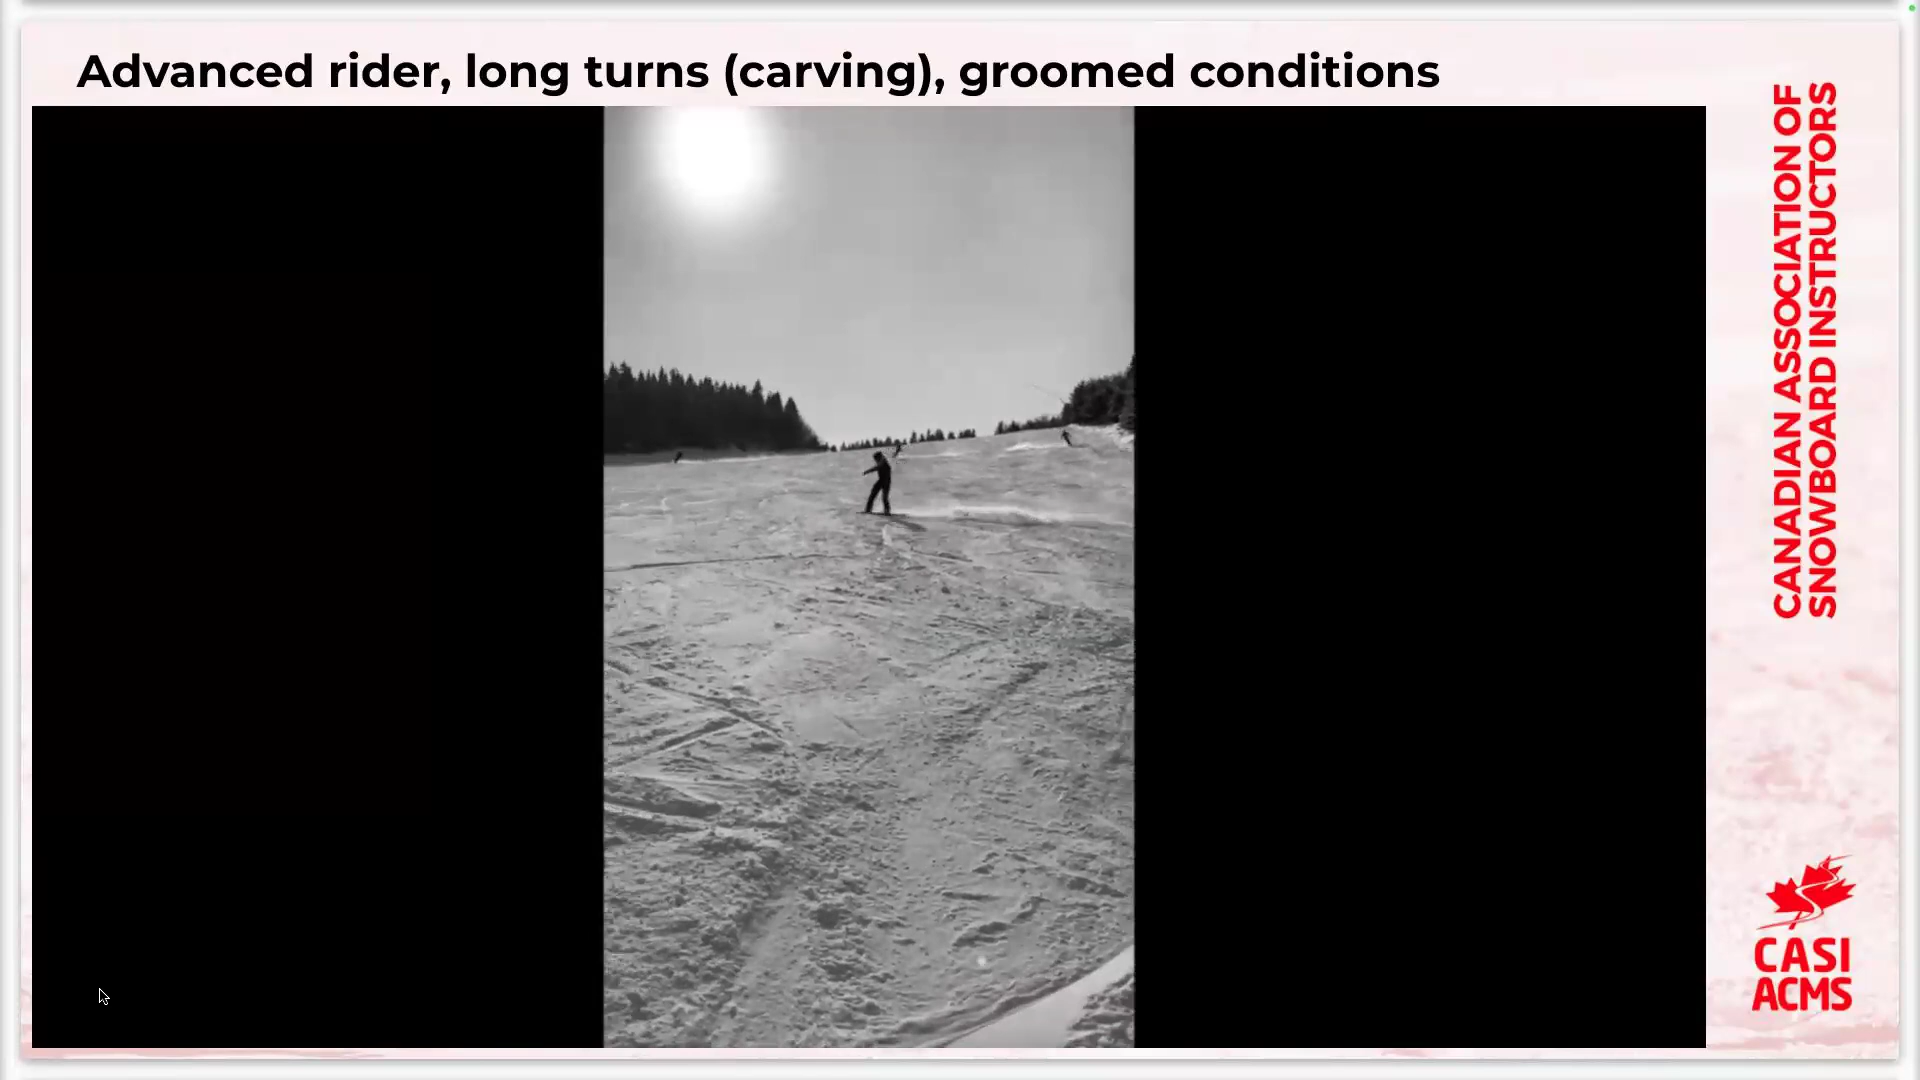 Advanced rider, long turns (carving), groomed conditions
CANADIAN ASSOCIATION OF
SNOWBOARD INSTRUCTORS
CASI
ACMS